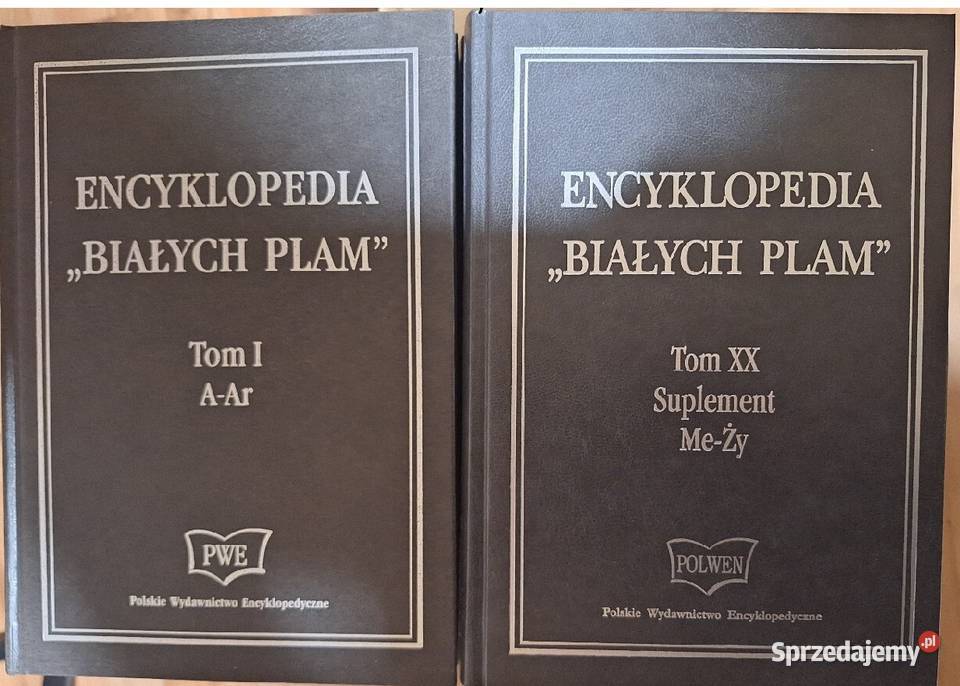 ENCYKLOPEDIA
„BIAŁYCH PLAM”
Tom I
A-Ar
PWE
Polskie Wydawnictwo Encyklopedyczne
ENCYKLOPEDIA
„BIAŁYCH PLAM”
Tom XX
Suplement
Me-Ży
POLWEN
Polskie Wydawnictwo Encyklopedyczne
Sprzedajemy.pl